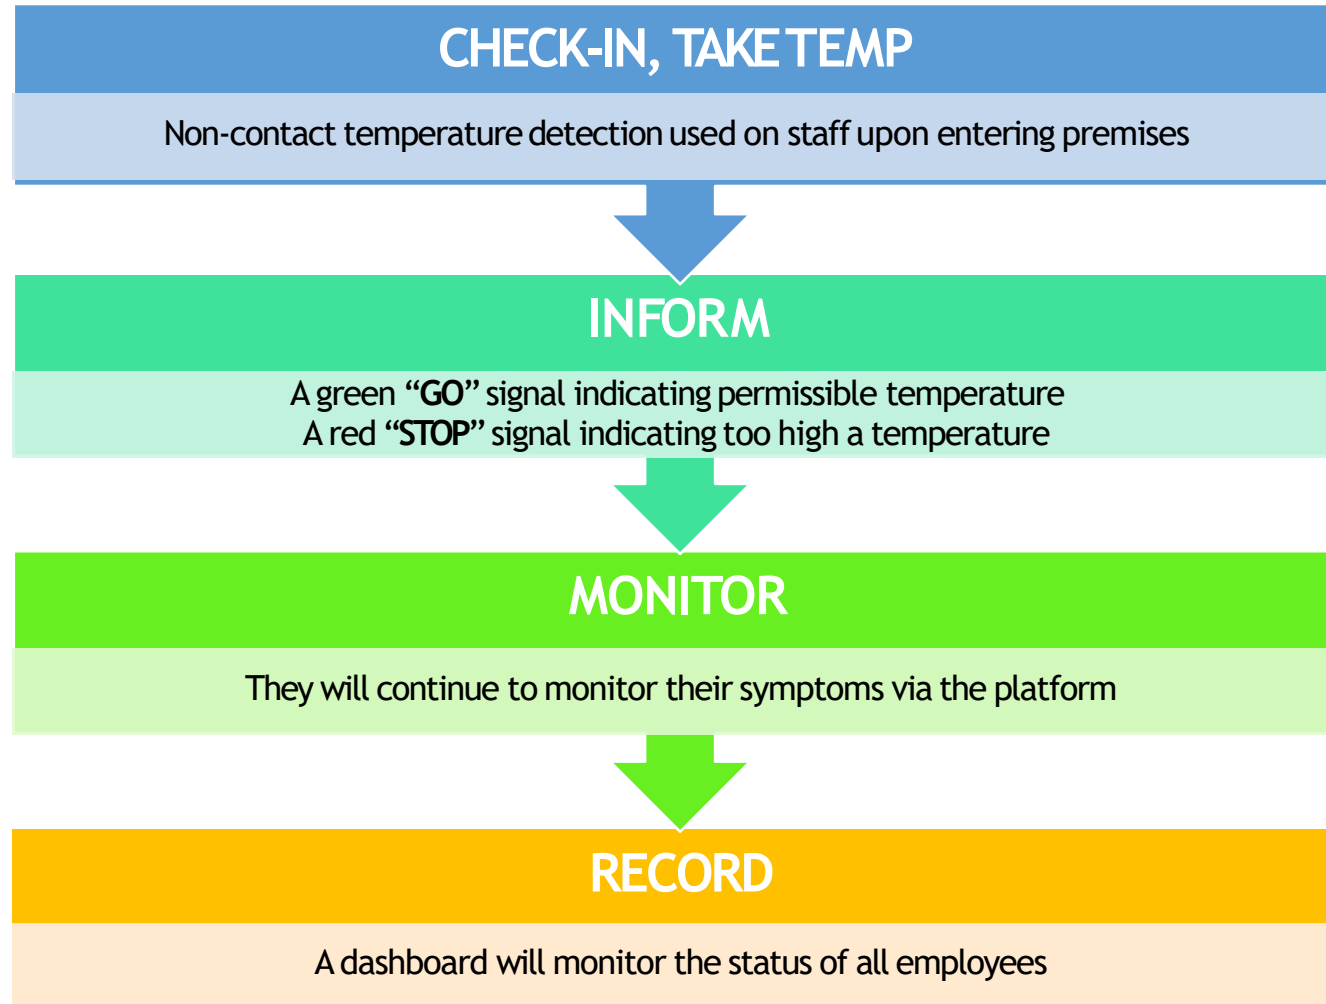 CHECK-IN, TAKE TEMP
Non-contact temperature detection used on staff upon entering premises
INFORM
A green “GO” signal indicating permissible temperature
A red “STOP” signal indicating too high a temperature
MONITOR
They will continue to monitor their symptoms via the platform
RECORD
A dashboard will monitor the status of all employees